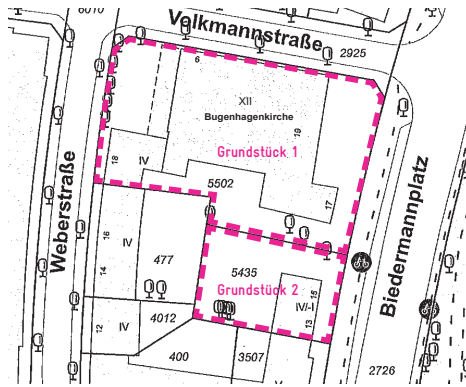 6010
Volkmannstraße
2925
6
XII
Bugenhagenkirche
19
Grundstück 1
18
IV
5502
17
Weberstraße
Biedermannplatz
16
IV
477
14
5435
Grundstück 2
IV/-I
15
13
12
IV
4012
400
3507
2726